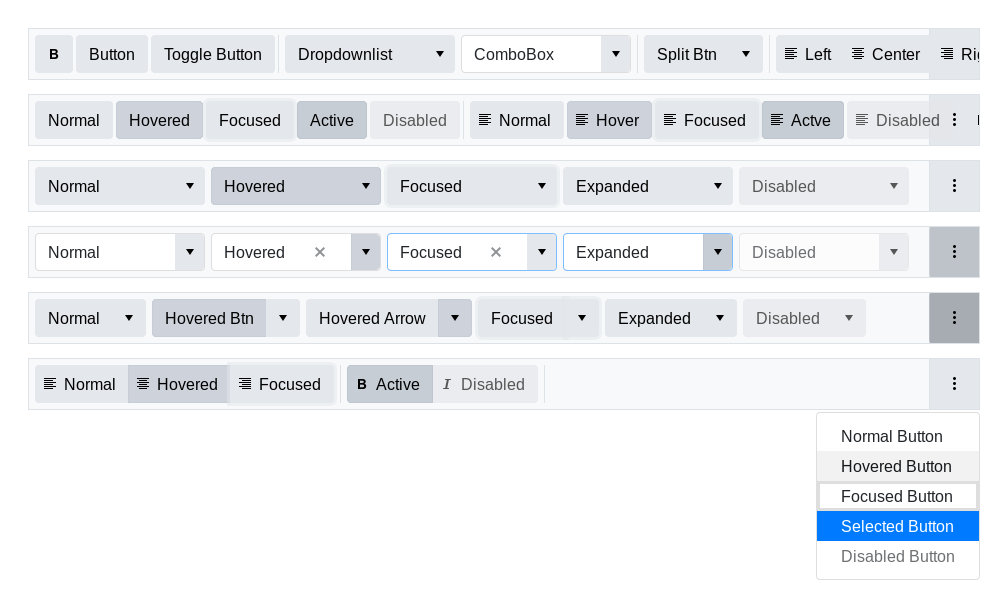 B Button Toggle Button Dropdownlist ComboBox Split Btn Left Center
Normal Hovered Focused Active Disabled Normal Hover Focused Actve Disabled
Normal Hovered Focused Expanded Disabled
Normal Hovered Focused Expanded Disabled
Normal Hovered Btn Hovered Arrow Focused Expanded Disabled
Normal Hovered Focused B Active I Disabled
Normal Button
Hovered Button
Focused Button
Selected Button
Disabled Button